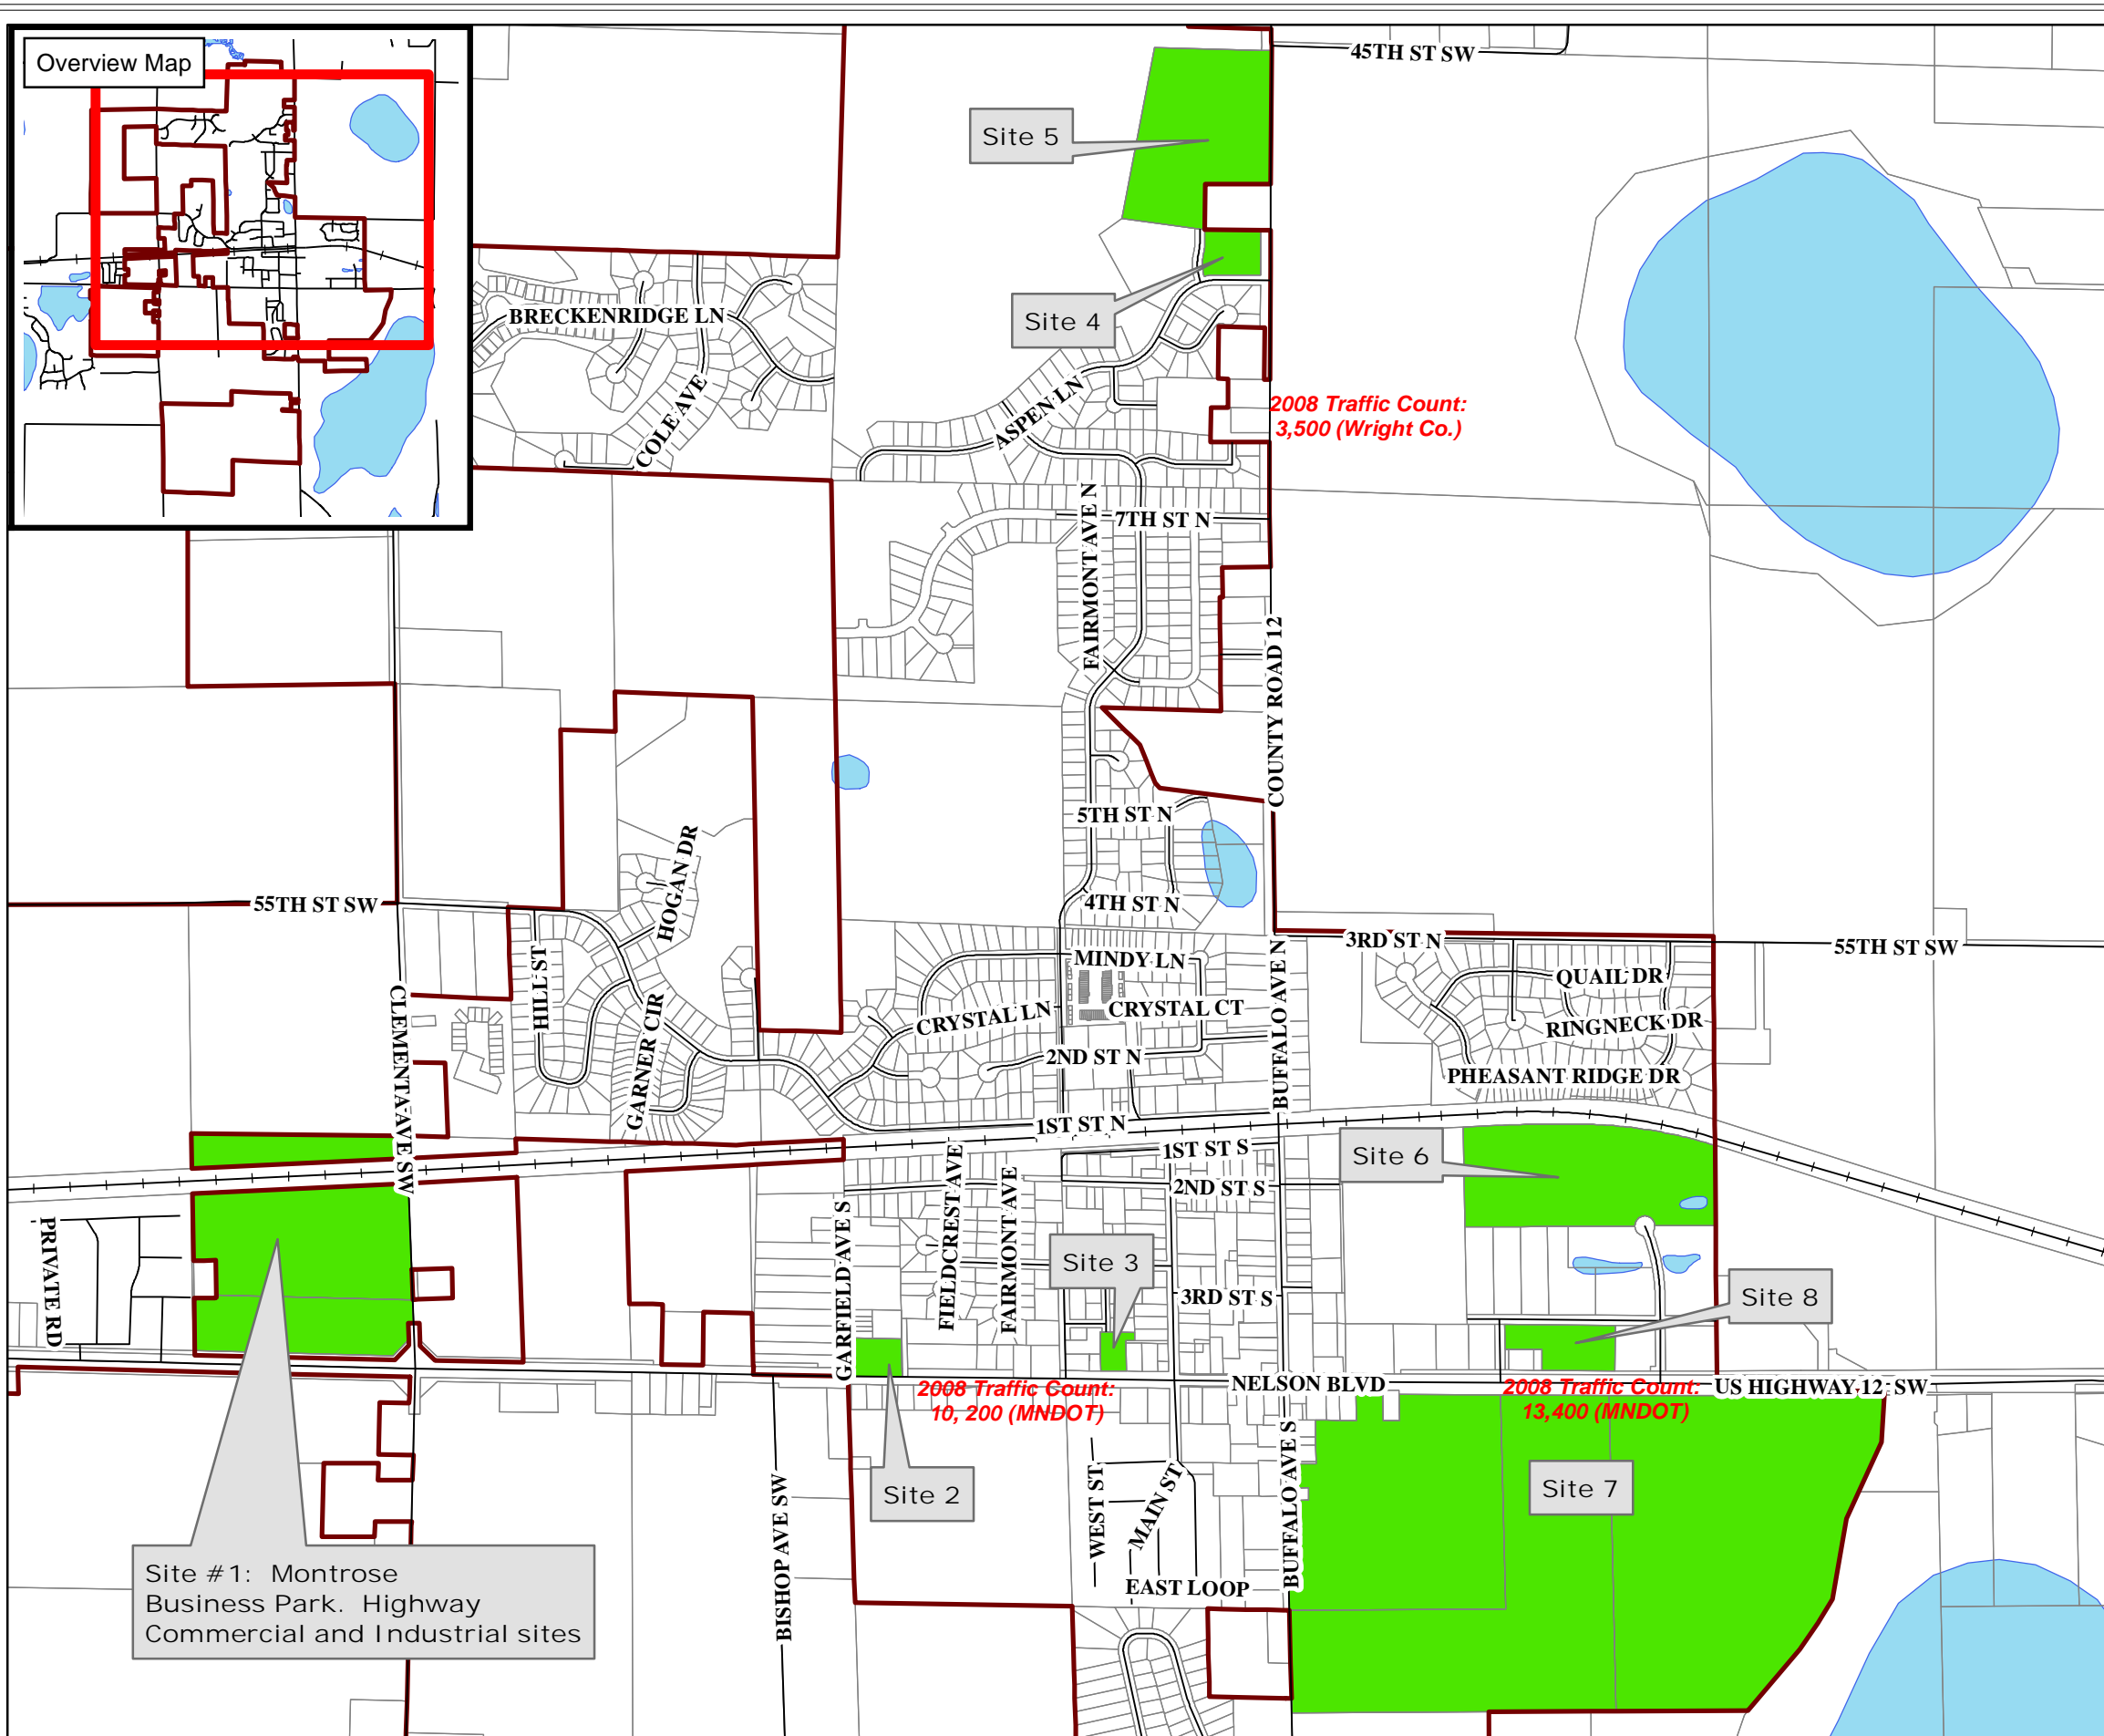 Overview Map
45TH ST SW
Site 5
Site 4
BRECKENRIDGE LN
COLE AVE
ASPEN LN
2008 Traffic Count:
3,500 (Wright Co.)
FAIRMONT AVE N
7TH ST N
COUNTY ROAD 12
5TH ST N
4TH ST N
HOGAN DR
55TH ST SW
HILL ST
GARNER CIR
CLEMENTA AVE SW
MINDY LN
CRYSTAL LN
CRYSTAL CT
2ND ST N
BUFFALO AVE N
3RD ST N
55TH ST SW
QUAIL DR
RINGNECK DR
PHEASANT RIDGE DR
1ST ST N
1ST ST S
2ND ST S
Site 6
PRIVATE RD
GARFIELD AVE S
FIELDCREST AVE
FAIRMONT AVE
Site 3
3RD ST S
Site 8
NELSON BLVD
US HIGHWAY 12 SW
2008 Traffic Count:
10, 200 (MNDOT)
2008 Traffic Count:
13,400 (MNDOT)
Site 2
Site 7
BISHOP AVE SW
WEST ST
MAIN ST
BUFFALO AVE S
EAST LOOP
Site #1: Montrose
Business Park. Highway
Commercial and Industrial sites